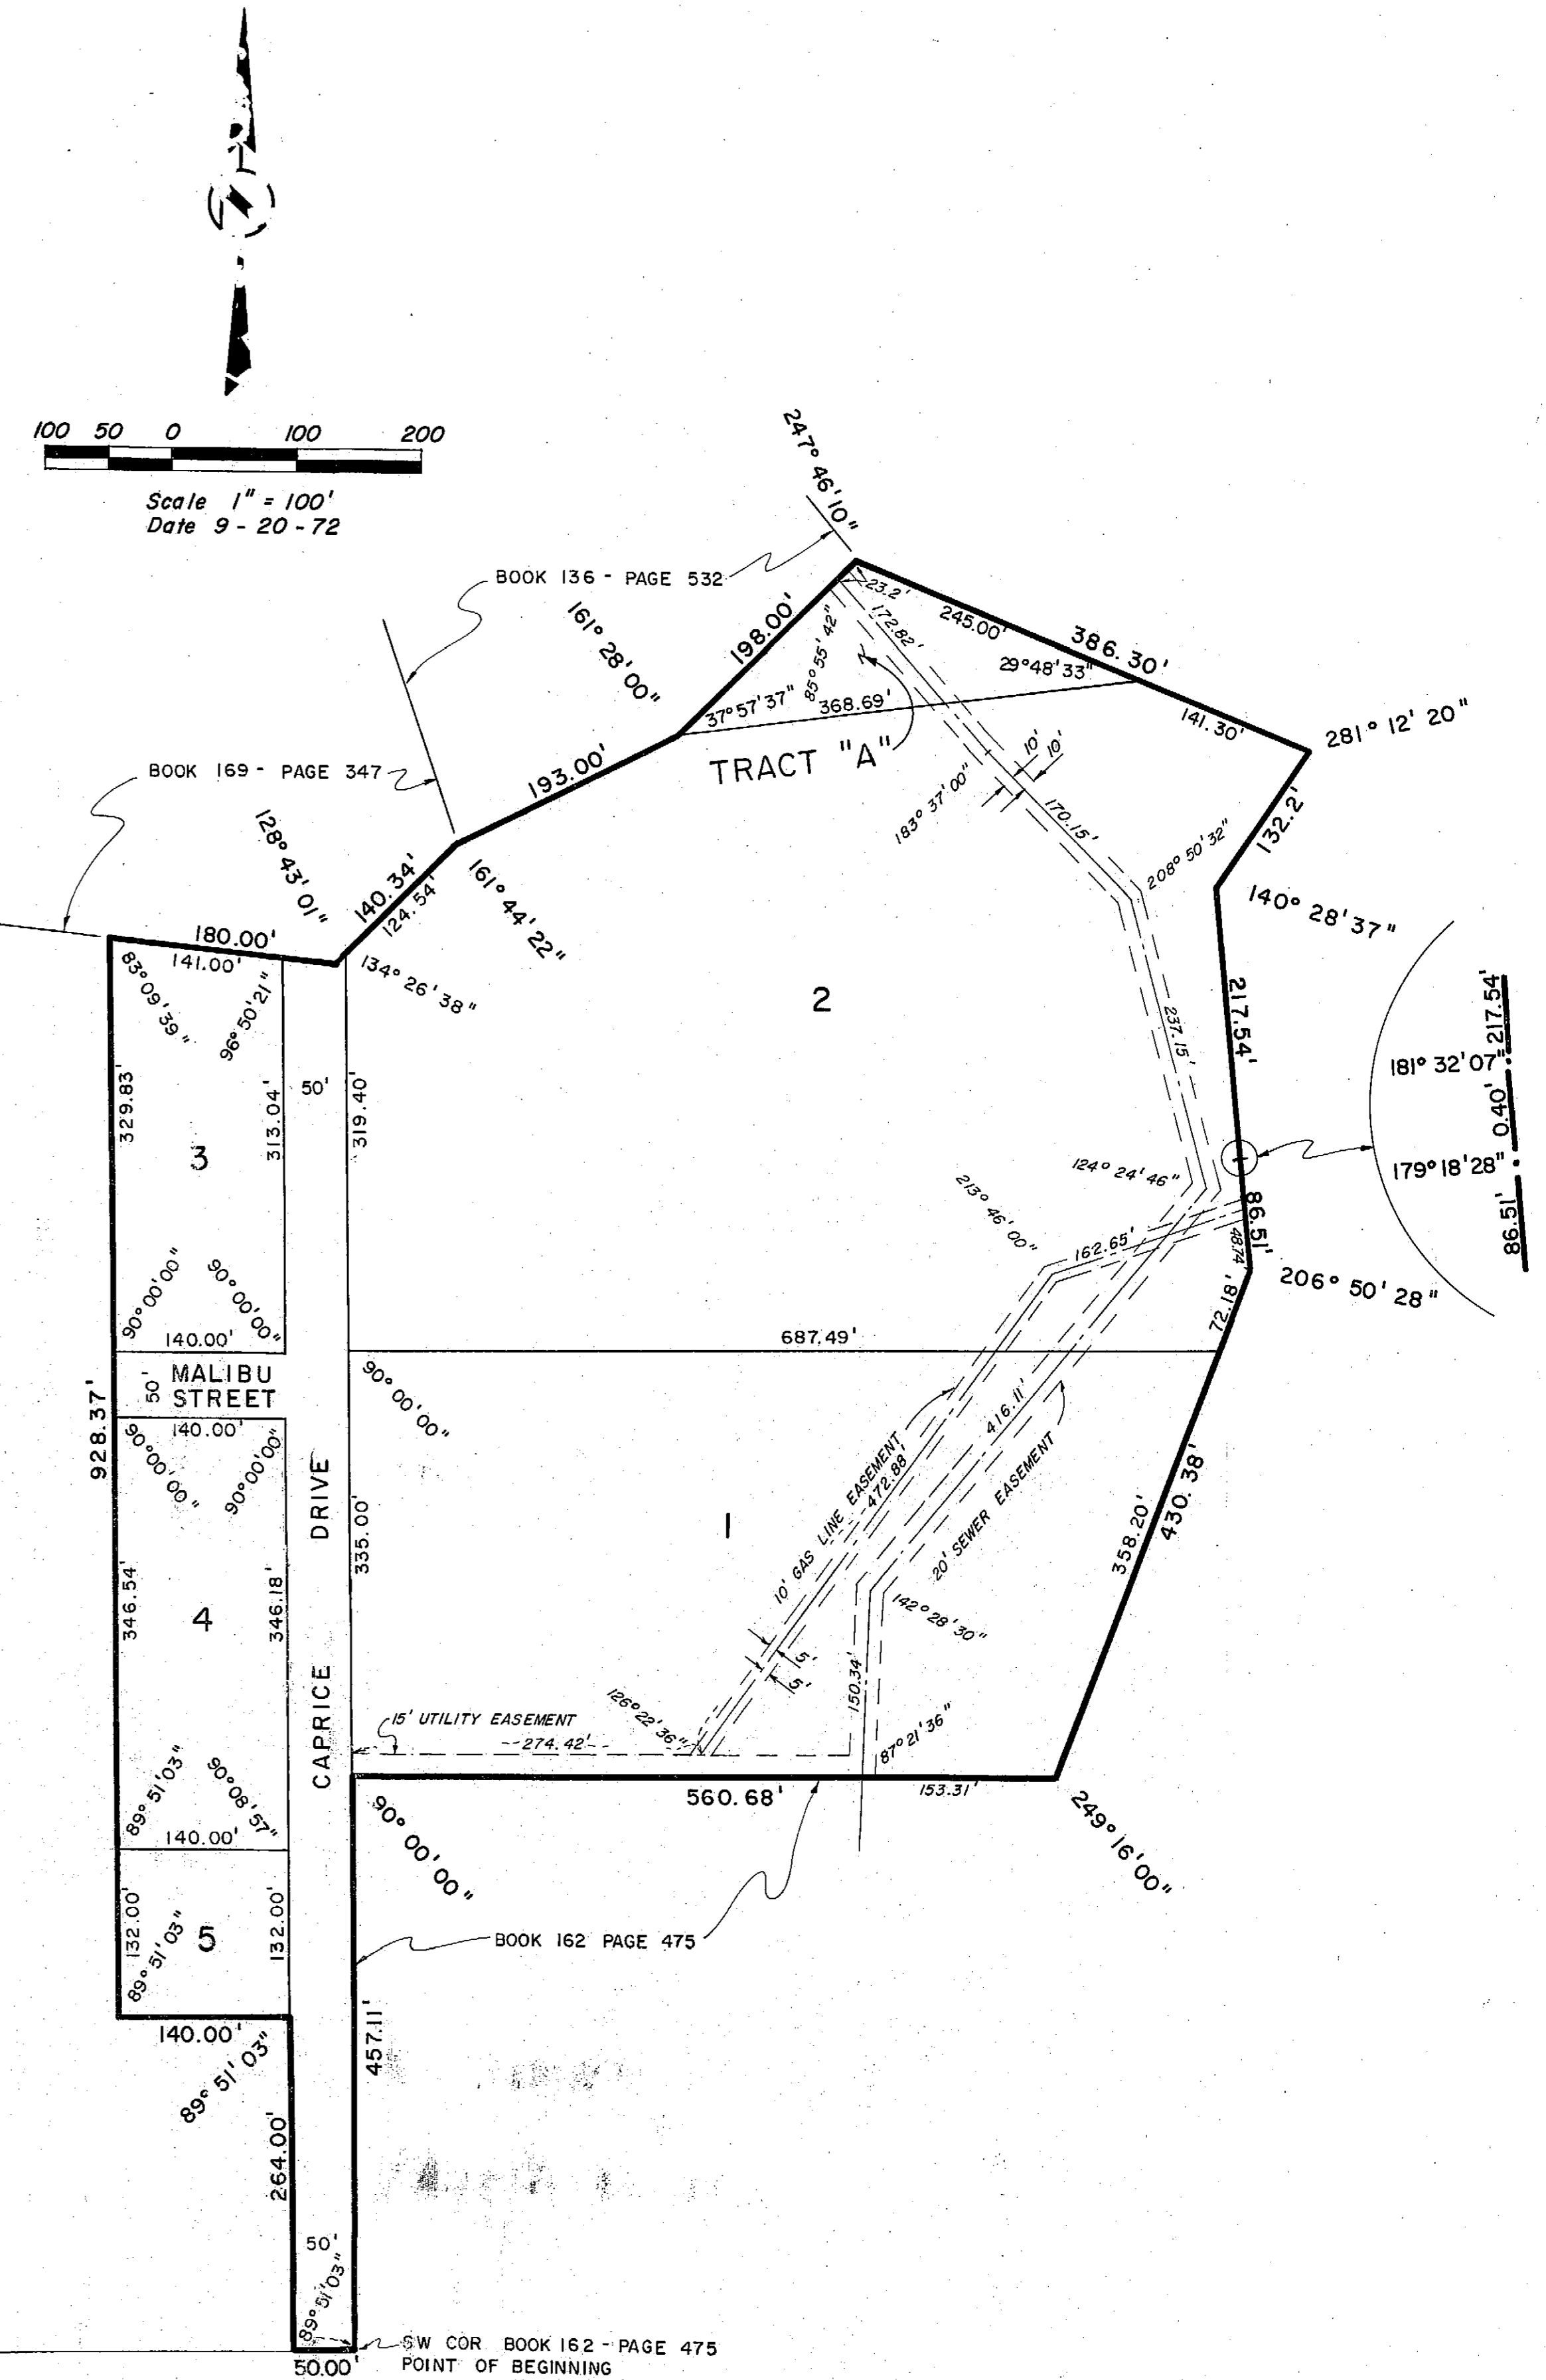 100 50 0 100 200
Scale 1" = 100'
Date 9 - 20 - 72
247° 46' 10"
BOOK 136 - PAGE 532
161° 28' 00"
198.00'
23.2'
172.82'
245.00'
386.30'
85° 55' 42"
29° 48' 33"
37° 57' 37"
368.69'
141.30'
281° 12' 20"
TRACT "A"
BOOK 169 - PAGE 347
193.00'
10'
10'
183° 37' 00"
170.15'
132.2'
128° 43' 01"
140.34'
124.54'
161° 44' 22"
208° 50' 32"
140° 28' 37"
180.00'
141.00'
134° 26' 38"
83° 09' 39"
96° 50' 21"
2
217.54'
237.15'
217.54'
181° 32' 07"
0.40'
179° 18' 28"
86.51'
329.83'
313.04'
50'
319.40'
3
124° 24' 46"
213° 46' 00"
162.65'
86.51'
48.74'
206° 50' 28"
72.18'
90° 00' 00"
90° 00' 00"
140.00'
687.49'
MALIBU
STREET
50'
928.37'
140.00'
90° 00' 00"
90° 00' 00"
90° 00' 00"
CAPRICE DRIVE
335.00'
416.11'
10' GAS LINE EASEMENT
472.88'
20' SEWER EASEMENT
358.20'
430.38'
1
346.54'
346.18'
4
142° 28' 30"
5'
5'
150.34'
126° 22' 36"
87° 21' 36"
15' UTILITY EASEMENT
274.42'
89° 51' 03"
90° 08' 57"
140.00'
560.68'
153.31'
249° 16' 00"
90° 00' 00"
132.00'
89° 51' 03"
132.00'
5
BOOK 162 PAGE 475
140.00'
89° 51' 03"
457.11'
264.00'
50'
89° 51' 03"
SW COR BOOK 162 - PAGE 475
50.00'
POINT OF BEGINNING